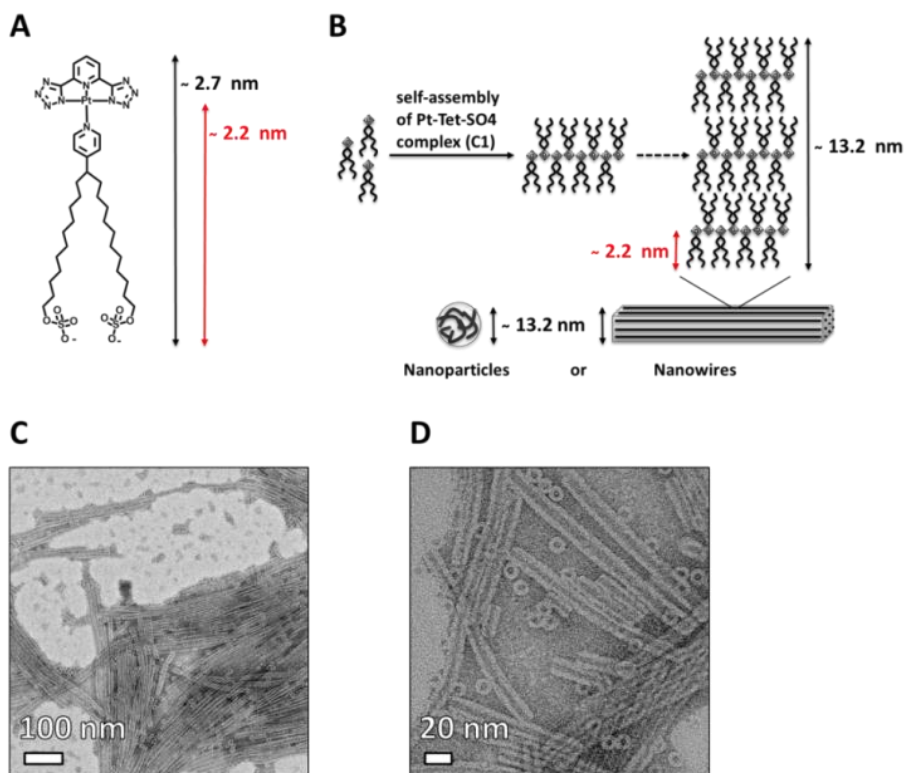 A
~ 2.7 nm
~ 2.2 nm
N
N
N
N
N
N
N
N
N
Pt
N
O
O
S
O
O-
O
O
S
O
O-
B
self-assembly
of Pt-Tet-SO4
complex (C1)
~ 13.2 nm
~ 2.2 nm
~ 13.2 nm
Nanoparticles or Nanowires
C
100 nm
D
20 nm